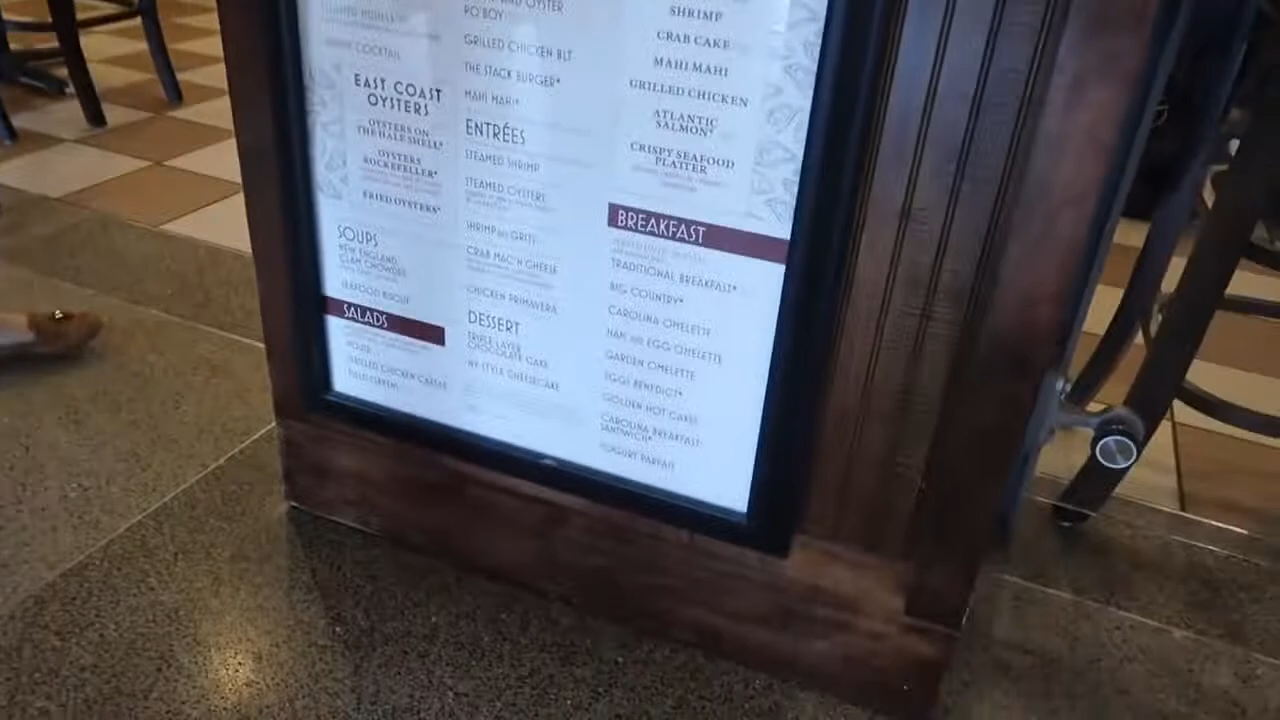 COCKTAIL
EAST COAST
OYSTERS
OYSTERS ON
THE HALF SHELL*
OYSTERS
ROCKEFELLER*
FRIED OYSTERS*
SOUPS
NEW ENGLAND
CLAM CHOWDER
SEAFOOD BISQUE
SALADS
HOUSE
GRILLED CHICKEN CAESAR
FIELD GREENS
AND OYSTER
PO'BOY
GRILLED CHICKEN BLT
THE STACK BURGER*
MAHI MAHI*
ENTRÉES
STEAMED SHRIMP
STEAMED OYSTERS
SHRIMP AND GRITS
CRAB MAC'N CHEESE
CHICKEN PRIMAVERA
DESSERT
TRIPLE LAYER
CHOCOLATE CAKE
NY STYLE CHEESECAKE
SHRIMP
CRAB CAKE
MAHI MAHI
GRILLED CHICKEN
ATLANTIC
SALMON*
CRISPY SEAFOOD
PLATTER
BREAKFAST
TRADITIONAL BREAKFAST*
BIG COUNTRY*
CAROLINA OMELETTE
HAM AND EGG OMELETTE
GARDEN OMELETTE
EGGS BENEDICT*
GOLDEN HOT CAKES
CAROLINA BREAKFAST
SANDWICH*
YOGURT PARFAIT